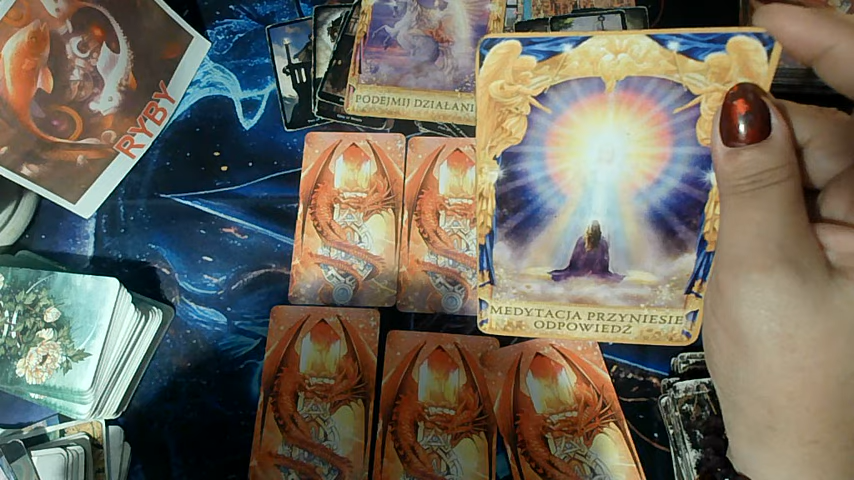 RYBY
PODEJMIJ DZIAŁANI
MEDYTACJA PRZYNIESIE
ODPOWIEDŹ